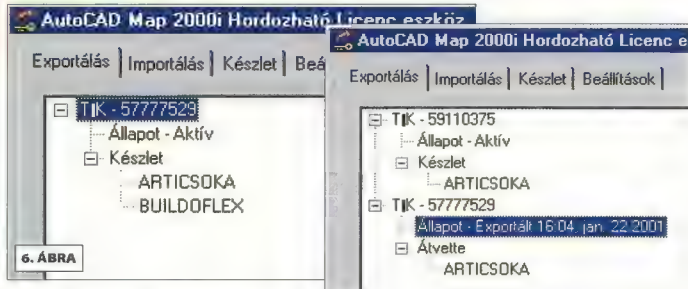 AutoCAD Map 2000i Hordozható Licenc eszköz
Exportálás Importálás Készlet Beá
TIK - 57777529
Állapot - Aktív
Készlet
ARTICSOKA
BUILDOFLEX
6. ÁBRA
AutoCAD Map 2000i Hordozható Licenc e
Exportálás Importálás Készlet Beállítások
TIK - 59110375
Állapot - Aktív
Készlet
ARTICSOKA
TIK - 57777529
Állapot - Exportált 16:04 jan. 22 2001
Átvette
ARTICSOKA